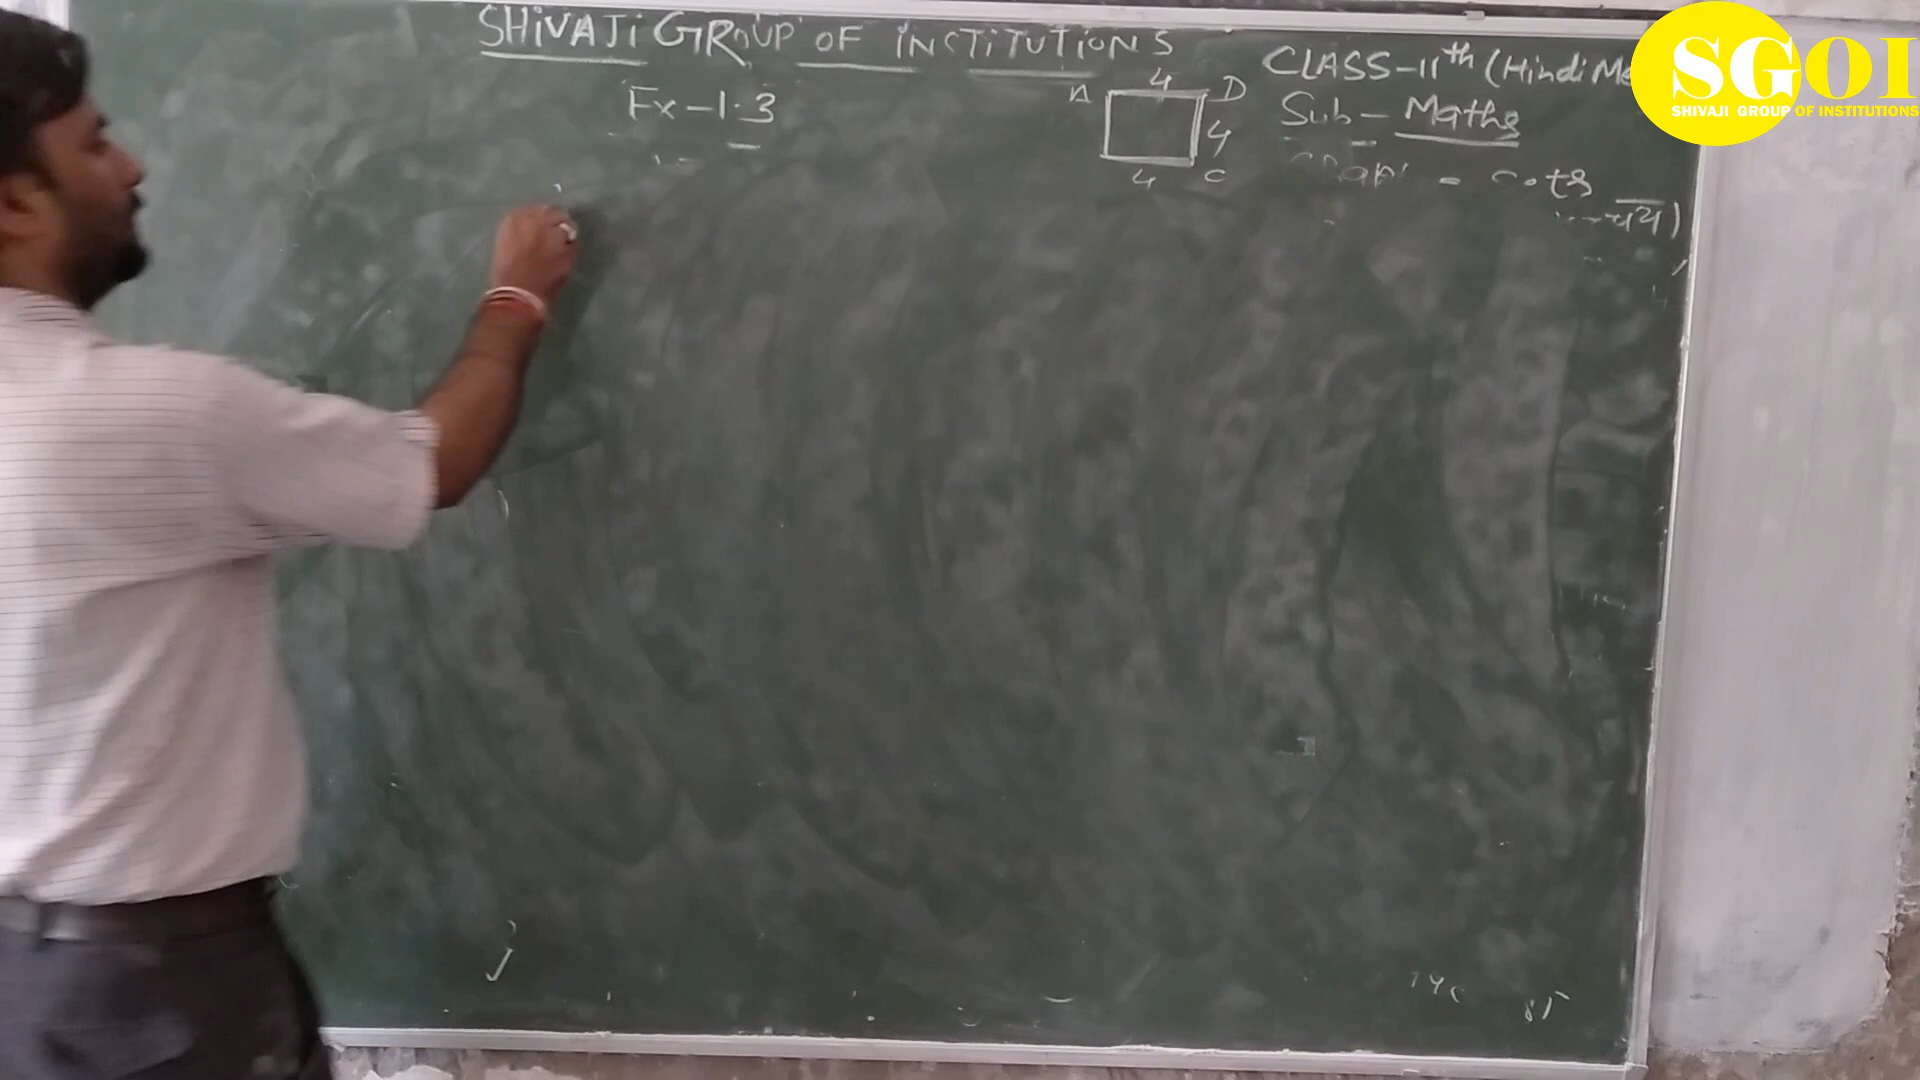 SHIVAJI GROUP OF INSTITUTIONS
CLASS-11th (Hindi
Ex-1.3
Sub- Maths
A 4 D
4
4 C
SGOI
SHIVAJI GROUP OF INSTITUTIONS